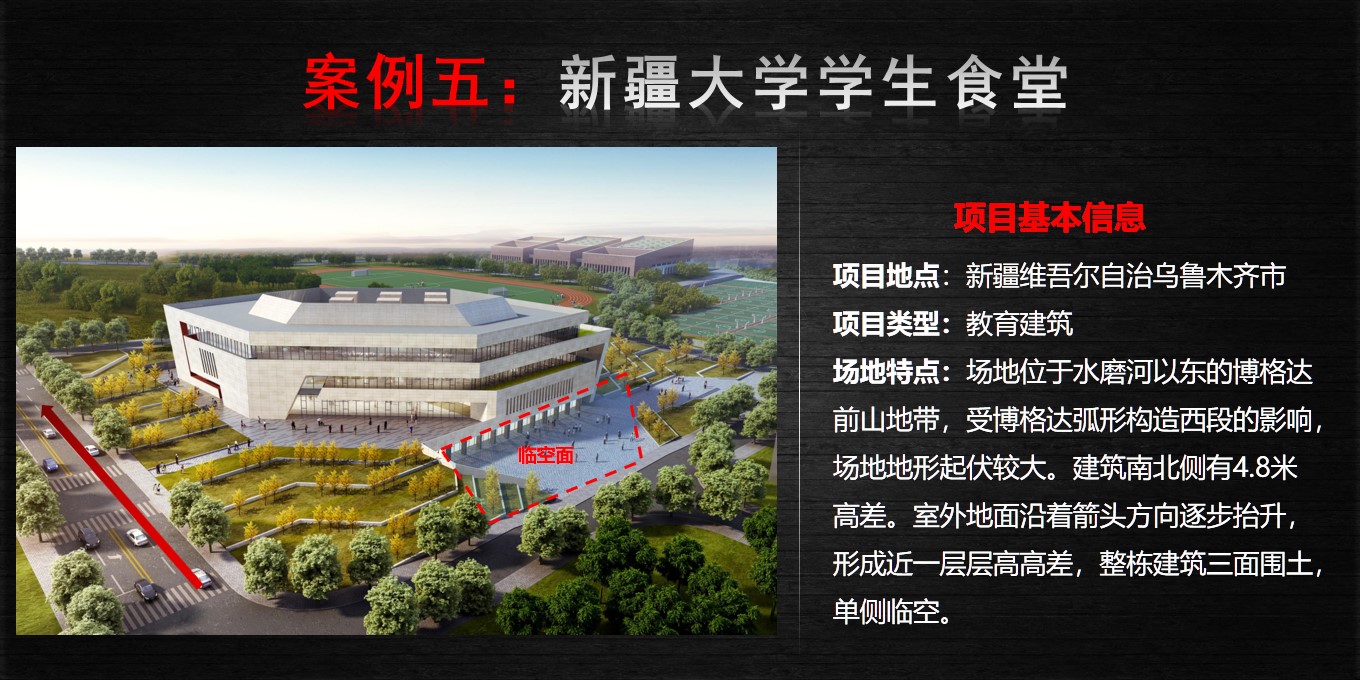 案例五：新疆大学学生食堂
临空面
项目基本信息
项目地点：新疆维吾尔自治乌鲁木齐市
项目类型：教育建筑
场地特点：场地位于水磨河以东的博格达
前山地带，受博格达弧形构造西段的影响，
场地地形起伏较大。建筑南北侧有4.8米
高差。室外地面沿着箭头方向逐步抬升，
形成近一层层高高差，整栋建筑三面围土，
单侧临空。